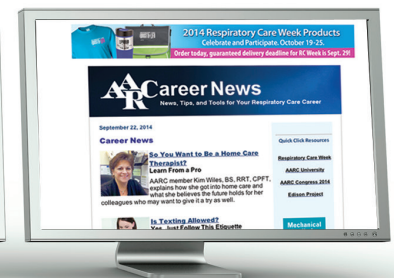 2014 Respiratory Care Week Products
Celebrate and Participate. October 19-25.
Order today, guaranteed delivery deadline for RC Week is Sept. 29!
AARCareer News
News, Tips, and Tools for Your Respiratory Care Career
September 22, 2014
Career News
Quick Click Resources
So You Want to Be a Home Care
Therapist?
Learn From a Pro
AARC member Kim Wiles, BS, RRT, CPFT,
explains how she got into home care and
what she believes the future holds for her
colleagues who may want to give it a try as well.
Respiratory Care Week
AARC University
AARC Congress 2014
Edison Project
Is Texting Allowed?
Yes, Just Follow This Etiquette
Mechanical